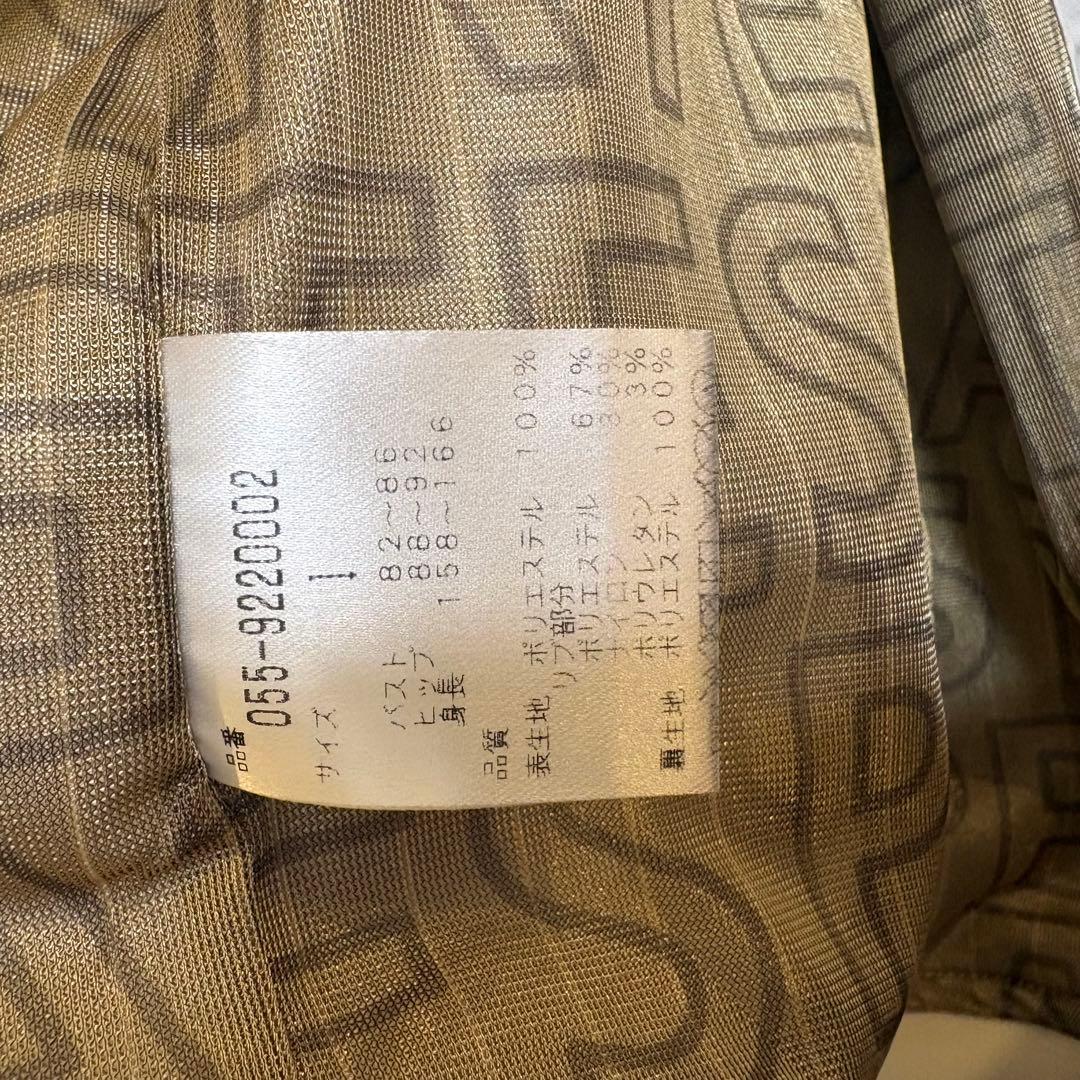 品番
055-9220002
サイズ 1
バスト 82～86
ヒップ 88～92
身長 158～166
品質
表生地 ポリエステル 100%
リブ部分
ポリエステル 67%
ナイロン 30%
ポリウレタン 3%
裏生地 ポリエステル 100%